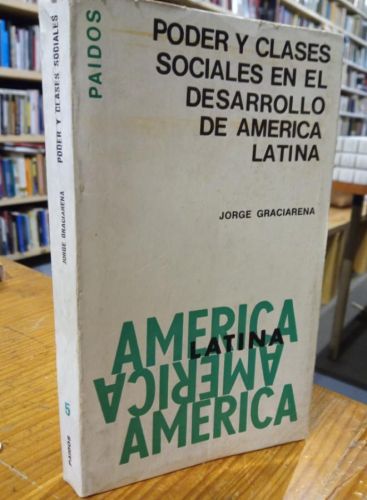 PAIDOS
PODER Y CLASES
SOCIALES EN EL
DESARROLLO
DE AMERICA
LATINA
JORGE GRACIARENA
AMERICA
LATINA
AMERICA
AMERICA
PODER Y CLASES SOCIALES
JORGE GRACIARENA
5
PAIDOS